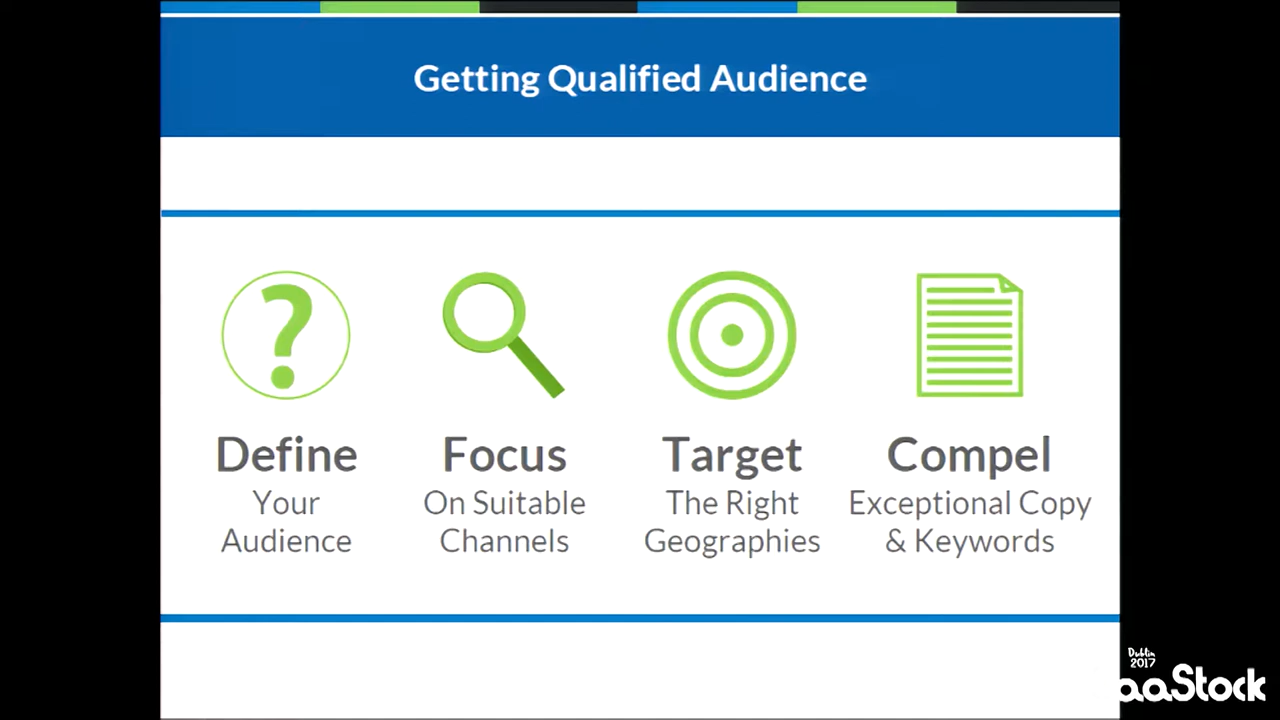 Getting Qualified Audience
?
Define
Your
Audience
Focus
On Suitable
Channels
Target
The Right
Geographies
Compel
Exceptional Copy
& Keywords
Dublin
2017
aaStock